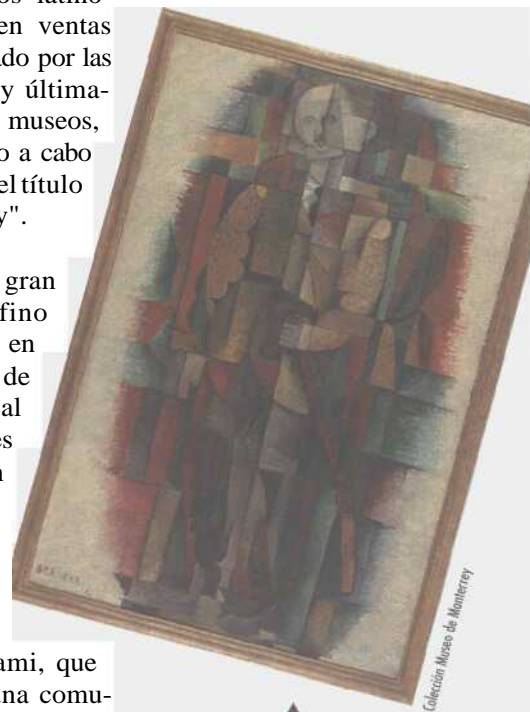 os latino-
en ventas
ado por las
y última-
museos,
o a cabo
el título
y".
gran
fino
en
de
al
es
n
ami, que
una comu-
Colección Museo de Monterrey